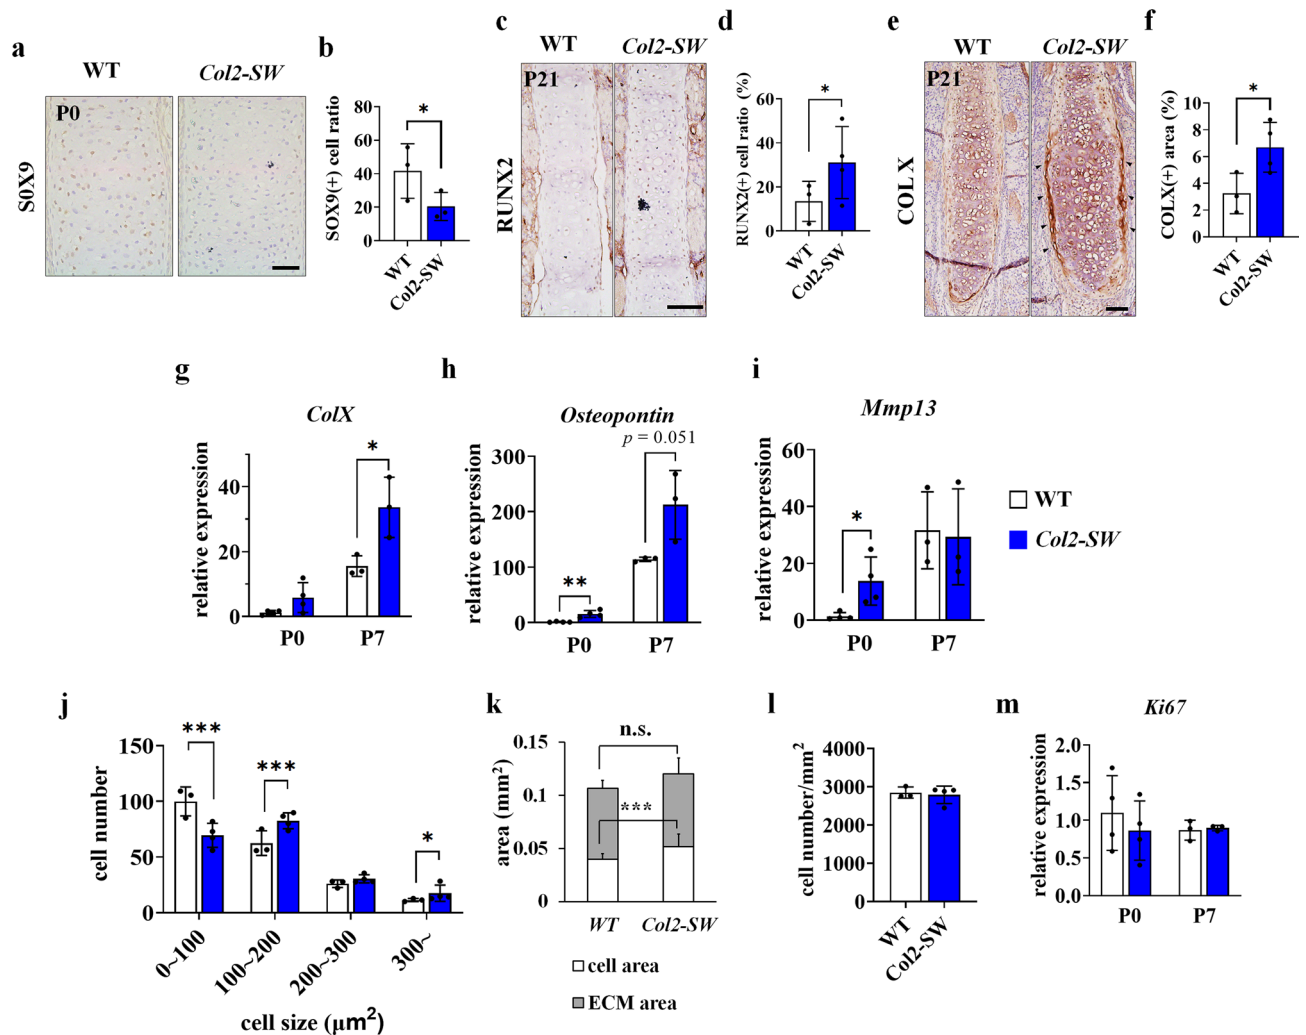 a
WT
Col2-SW
P0
SOX9
b
SOX9(+) cell ratio
80
60
40
20
0
*
WT
Col2-SW
c
WT
Col2-SW
P21
RUNX2
d
RUNX2(+) cell ratio (%)
60
40
20
0
*
WT
Col2-SW
e
WT
Col2-SW
P21
COLX
f
COLX(+) area (%)
10
8
6
4
2
0
*
WT
Col2-SW
g
ColX
relative expression
40
20
0
*
P0
P7
h
Osteopontin
p = 0.051
relative expression
300
200
100
0
**
P0
P7
i
Mmp13
relative expression
60
40
20
0
*
P0
P7
WT
Col2-SW
j
cell number
150
100
50
0
***
***
*
0~100
100~200
200~300
300~
cell size (μm²)
k
n.s.
area (mm²)
0.15
0.1
0.05
0
***
WT
Col2-SW
cell area
ECM area
l
cell number/mm²
4000
3000
2000
1000
0
WT
Col2-SW
m
Ki67
relative expression
2.0
1.5
1.0
0.5
0.0
P0
P7